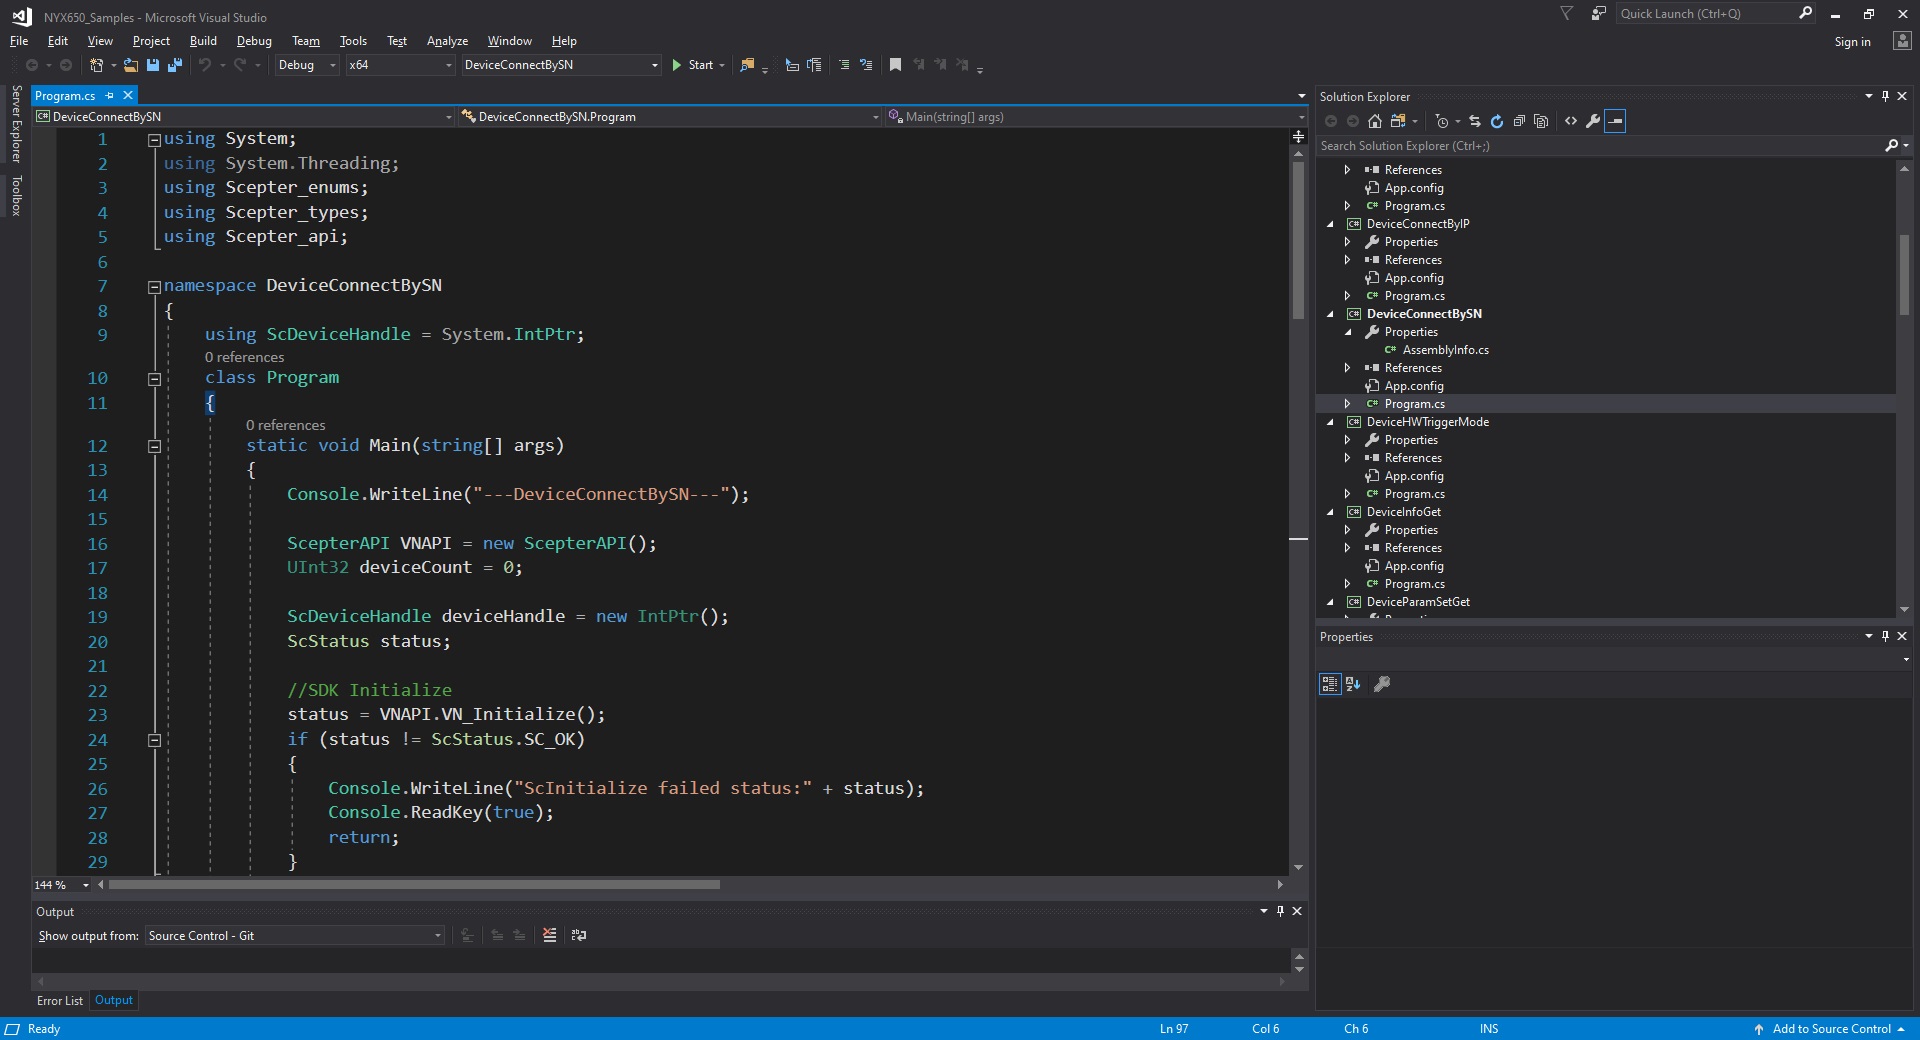 NYX650_Samples - Microsoft Visual Studio
Quick Launch (Ctrl+Q)
File Edit View Project Build Debug Team Tools Test Analyze Window Help
Sign in
Debug x64 DeviceConnectBySN Start
Server Explorer
Toolbox
Program.cs
DeviceConnectBySN DeviceConnectBySN.Program Main(string[] args)
1 using System;
2 using System.Threading;
3 using Scepter_enums;
4 using Scepter_types;
5 using Scepter_api;
6
7 namespace DeviceConnectBySN
8 {
9 using ScDeviceHandle = System.IntPtr;
0 references
10 class Program
11 {
0 references
12 static void Main(string[] args)
13 {
14 Console.WriteLine("---DeviceConnectBySN---");
15
16 ScepterAPI VNAPI = new ScepterAPI();
17 UInt32 deviceCount = 0;
18
19 ScDeviceHandle deviceHandle = new IntPtr();
20 ScStatus status;
21
22 //SDK Initialize
23 status = VNAPI.VN_Initialize();
24 if (status != ScStatus.SC_OK)
25 {
26 Console.WriteLine("ScInitialize failed status:" + status);
27 Console.ReadKey(true);
28 return;
29 }
144 %
Output
Show output from: Source Control - Git
Error List Output
Solution Explorer
Search Solution Explorer (Ctrl+;)
References
App.config
C# Program.cs
C# DeviceConnectByIP
Properties
References
App.config
C# Program.cs
C# DeviceConnectBySN
Properties
C# AssemblyInfo.cs
References
App.config
C# Program.cs
C# DeviceHWTriggerMode
Properties
References
App.config
C# Program.cs
C# DeviceInfoGet
Properties
References
App.config
C# Program.cs
C# DeviceParamSetGet
Properties
Ready Ln 97 Col 6 Ch 6 INS Add to Source Control